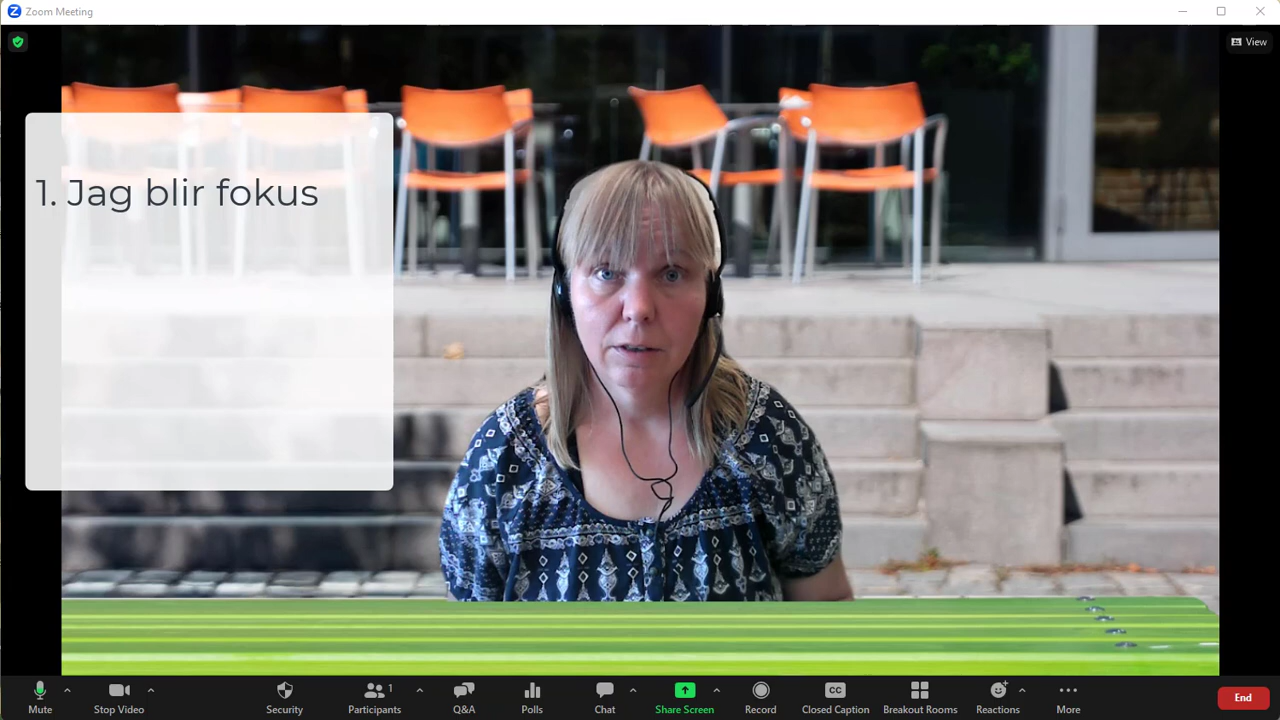 Zoom Meeting
View
1. Jag blir fokus
Mute
Stop Video
Security
Participants
1
Q&A
Polls
Chat
Share Screen
Record
CC
Closed Caption
Breakout Rooms
Reactions
More
End